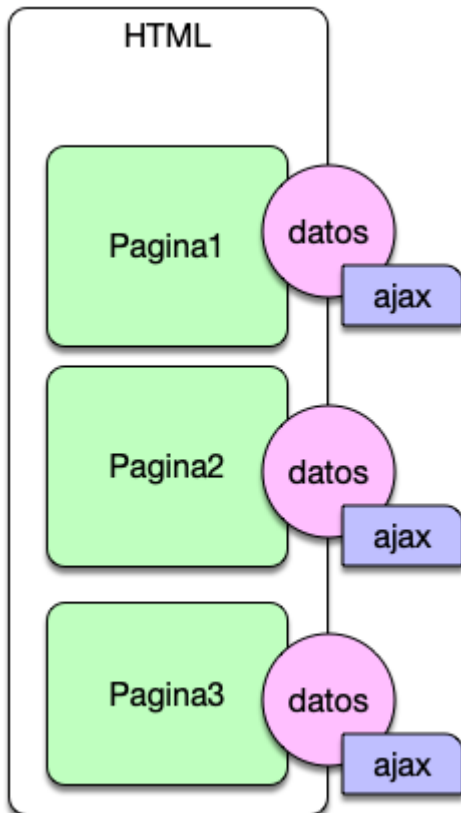 HTML
Pagina1
datos
ajax
Pagina2
datos
ajax
Pagina3
datos
ajax